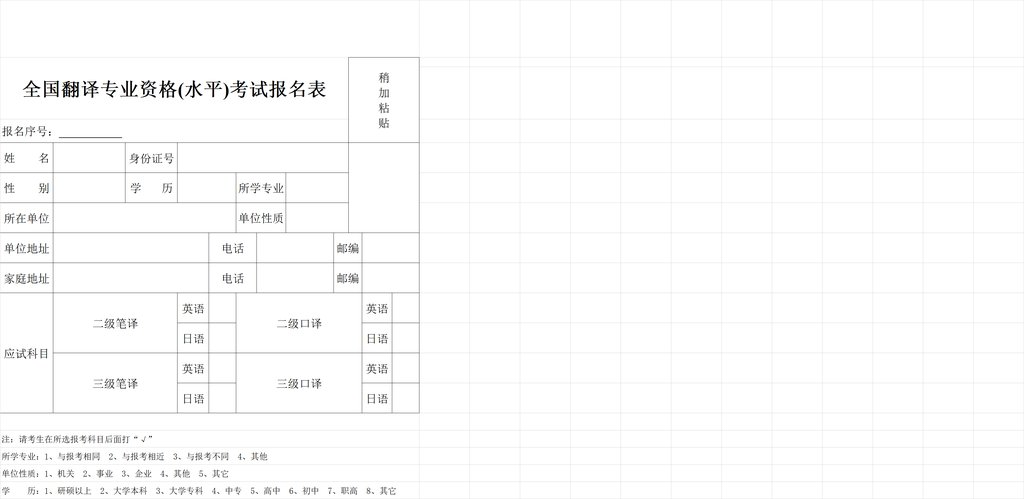 全国翻译专业资格(水平)考试报名表
稍
加
粘
贴
报名序号：___________
姓 名 身份证号
性 别 学 历 所学专业
所在单位 单位性质
单位地址 电话 邮编
家庭地址 电话 邮编
应试科目
二级笔译 英语 二级口译 英语
日语 日语
三级笔译 英语 三级口译 英语
日语 日语
注：请考生在所选报考科目后面打“√”
所学专业：1、与报考相同 2、与报考相近 3、与报考不同 4、其他
单位性质：1、机关 2、事业 3、企业 4、其他 5、其它
学 历：1、研硕以上 2、大学本科 3、大学专科 4、中专 5、高中 6、初中 7、职高 8、其它